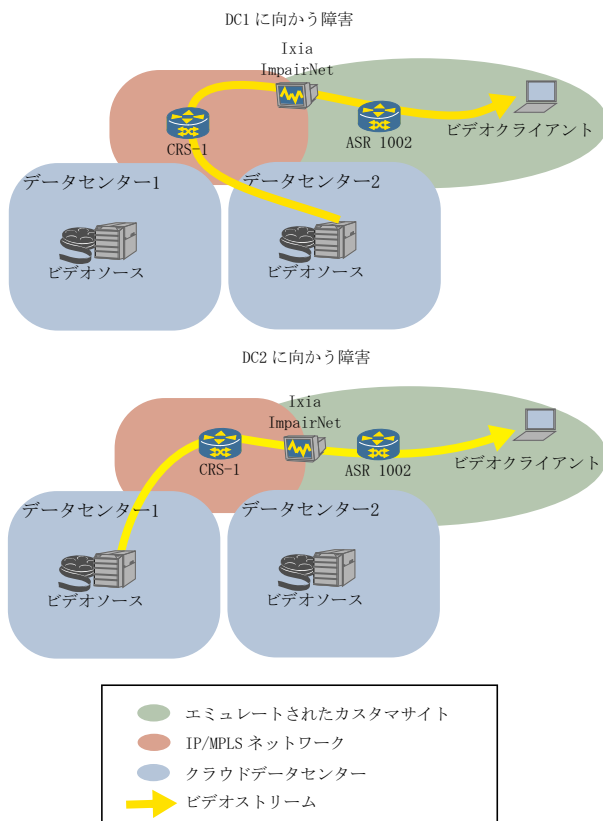 DC1 に向かう障害
Ixia
ImpairNet
CRS-1
ASR 1002
ビデオクライアント
データセンター1
データセンター2
ビデオソース
ビデオソース
DC2 に向かう障害
Ixia
ImpairNet
CRS-1
ASR 1002
ビデオクライアント
データセンター1
データセンター2
ビデオソース
ビデオソース
エミュレートされたカスタマサイト
IP/MPLS ネットワーク
クラウドデータセンター
ビデオストリーム